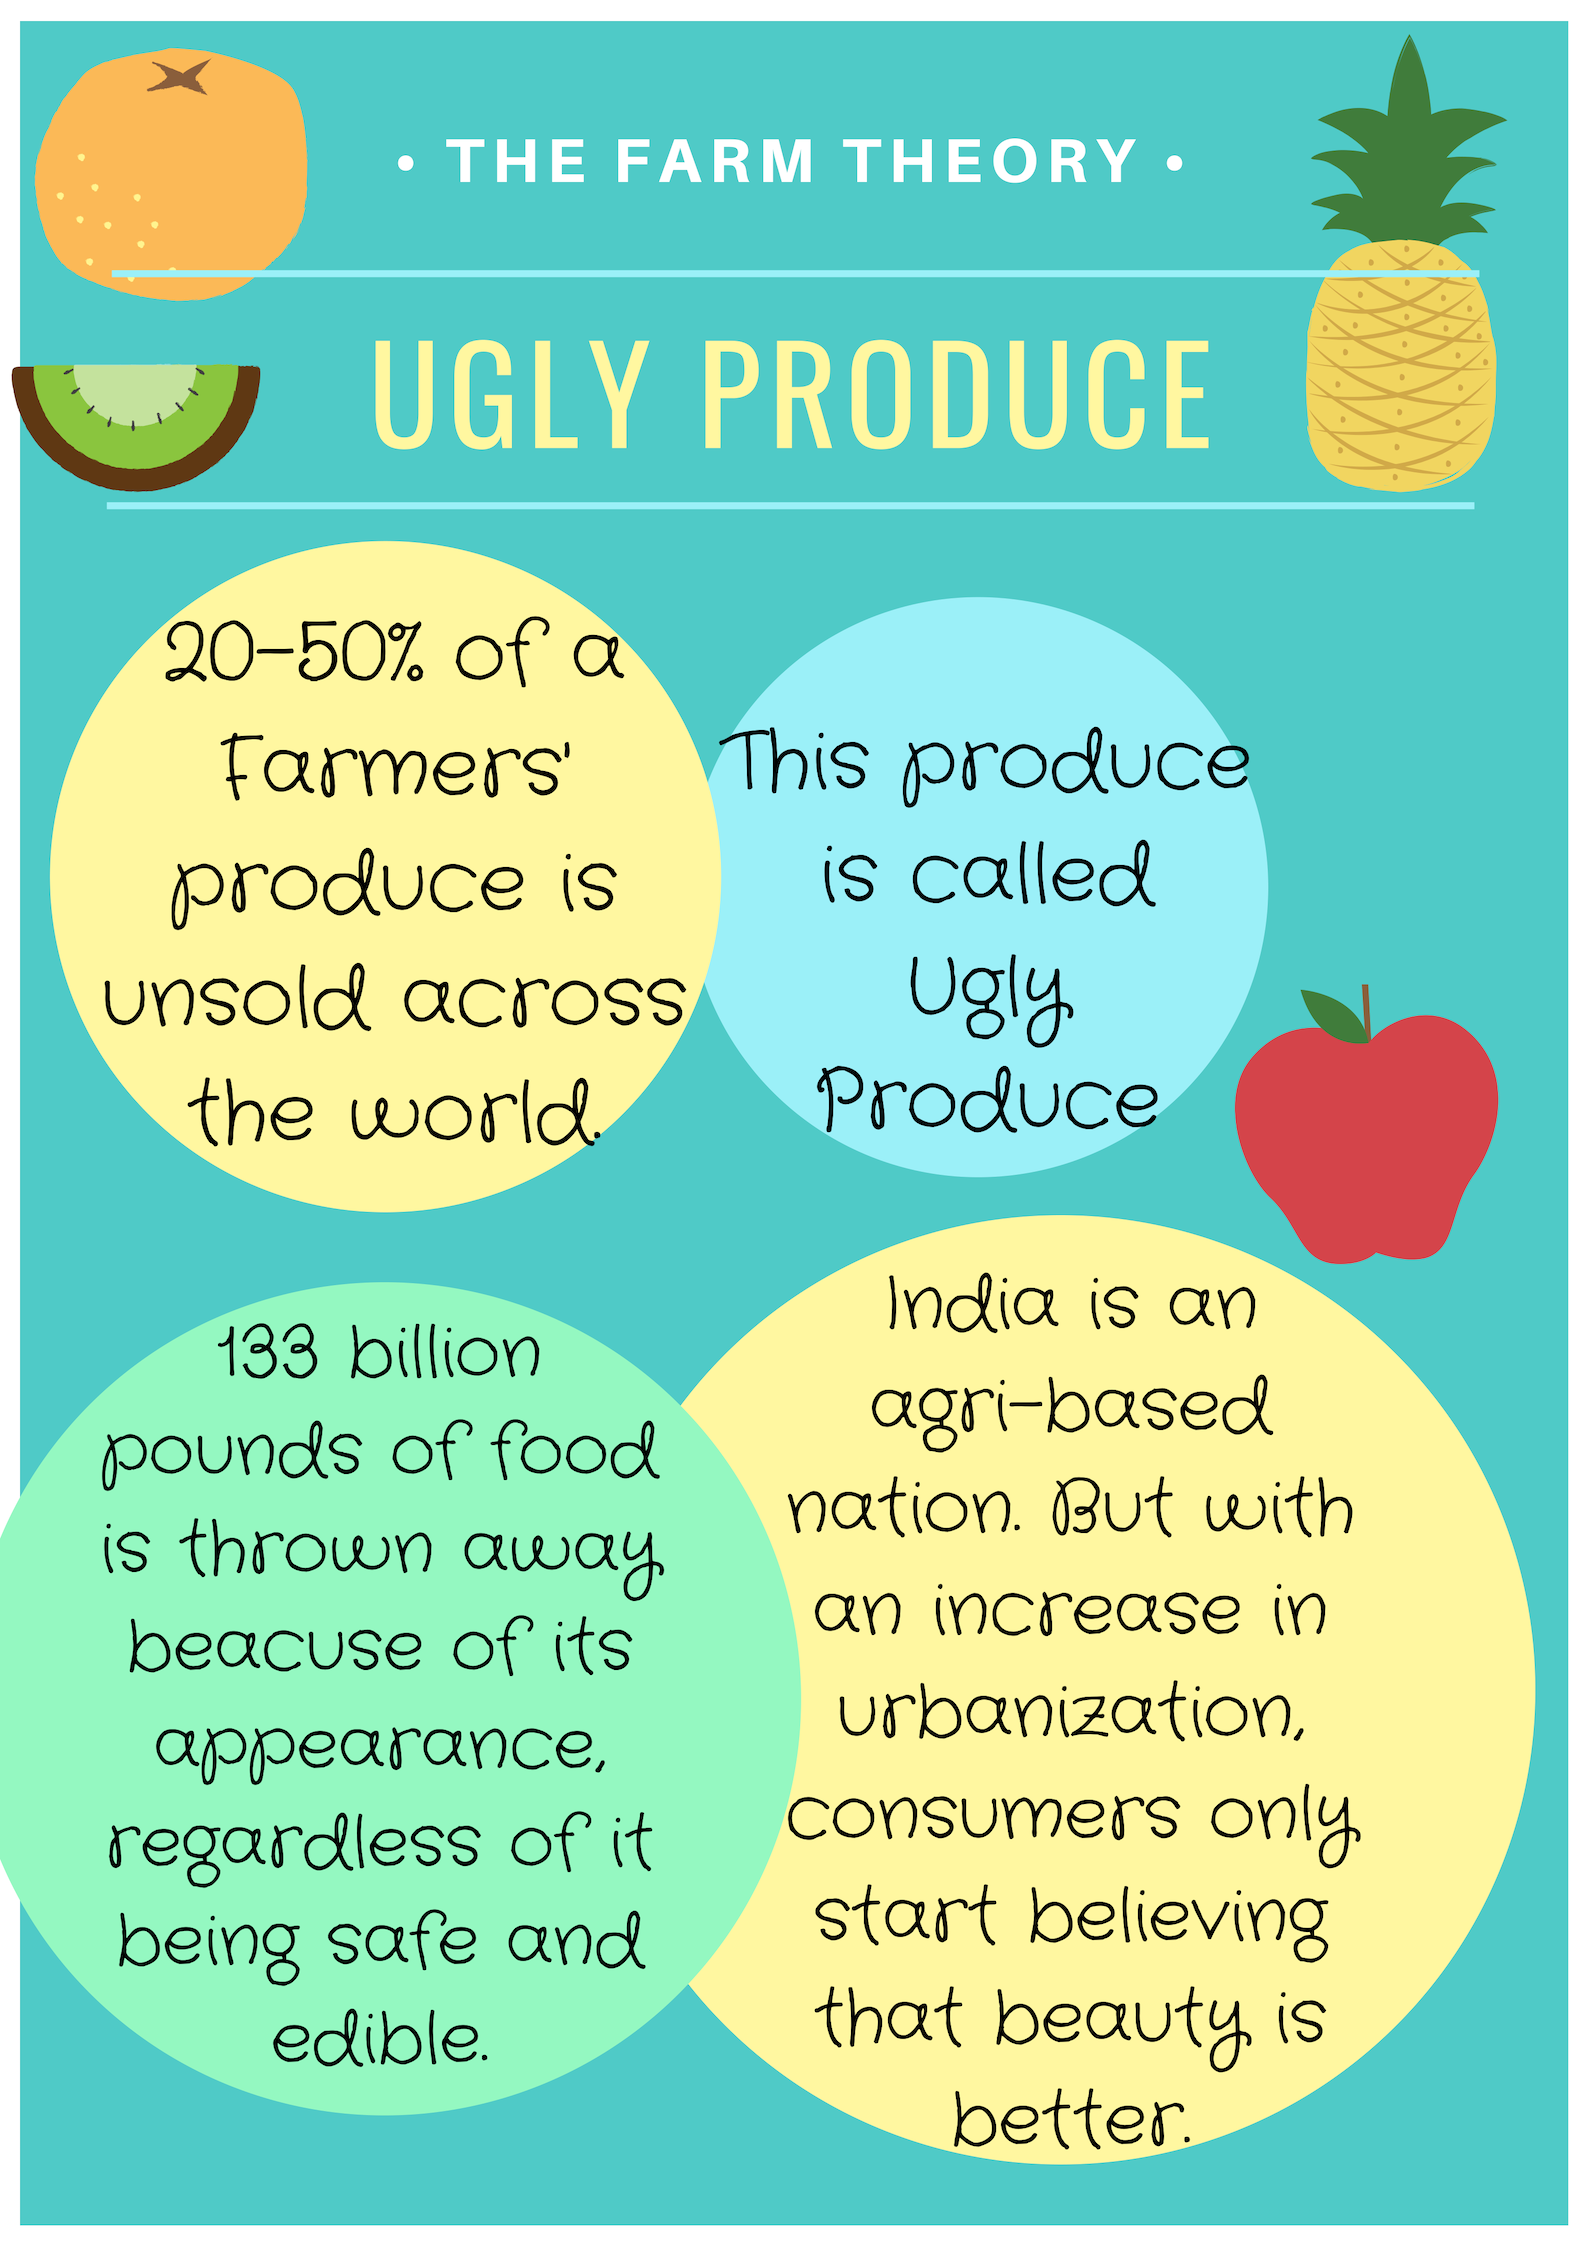 • THE FARM THEORY •
UGLY PRODUCE
20-50% of a
Farmers'
produce is
unsold across
the world.
This produce
is called
Ugly
Produce
133 billion
pounds of food
is thrown away
beacuse of its
appearance,
regardless of it
being safe and
edible.
India is an
agri-based
nation. But with
an increase in
urbanization,
consumers only
start believing
that beauty is
better.